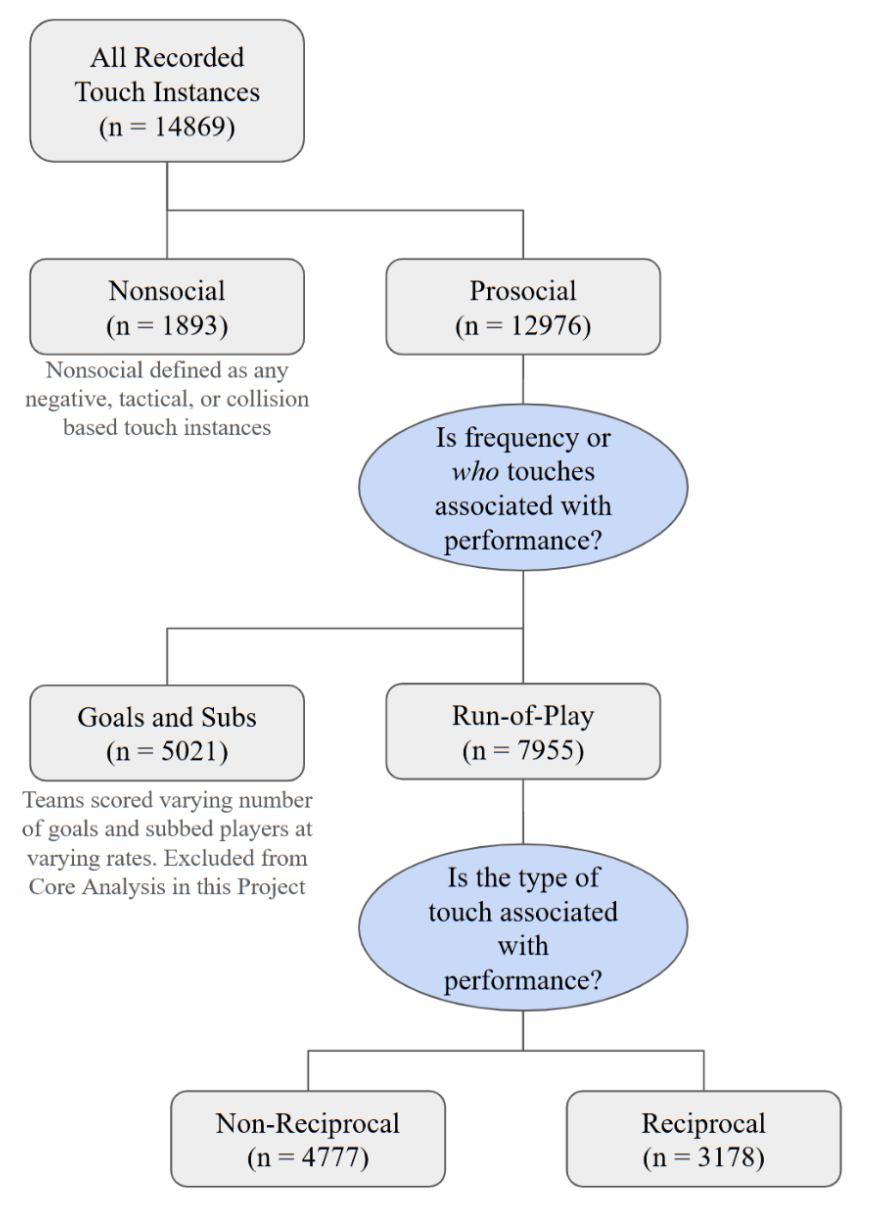 All Recorded
Touch Instances
(n = 14869)
Nonsocial
(n = 1893)
Prosocial
(n = 12976)
Nonsocial defined as any
negative, tactical, or collision
based touch instances
Is frequency or
who touches
associated with
performance?
Goals and Subs
(n = 5021)
Run-of-Play
(n = 7955)
Teams scored varying number
of goals and subbed players at
varying rates. Excluded from
Core Analysis in this Project
Is the type of
touch associated
with
performance?
Non-Reciprocal
(n = 4777)
Reciprocal
(n = 3178)